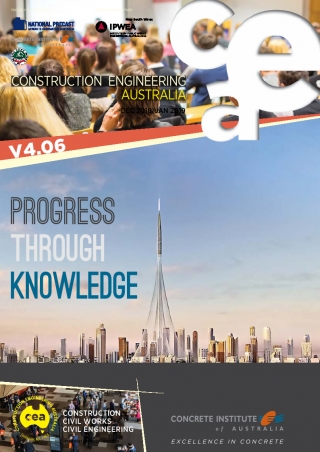 NATIONAL PRECAST
IPWEA
cea
CONSTRUCTION ENGINEERING
AUSTRALIA
V4.06
PROGRESS
THROUGH
KNOWLEDGE
cea
CONSTRUCTION
CIVIL WORKS
CIVIL ENGINEERING
CONCRETE INSTITUTE
of AUSTRALIA
EXCELLENCE IN CONCRETE